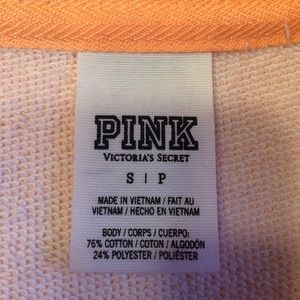 PINK
VICTORIA'S SECRET
S | P
MADE IN VIETNAM / FAIT AU
VIETNAM / HECHO EN VIETNAM
BODY / CORPS / CUERPO:
76% COTTON / COTON / ALGODÓN
24% POLYESTER / POLIÉSTER